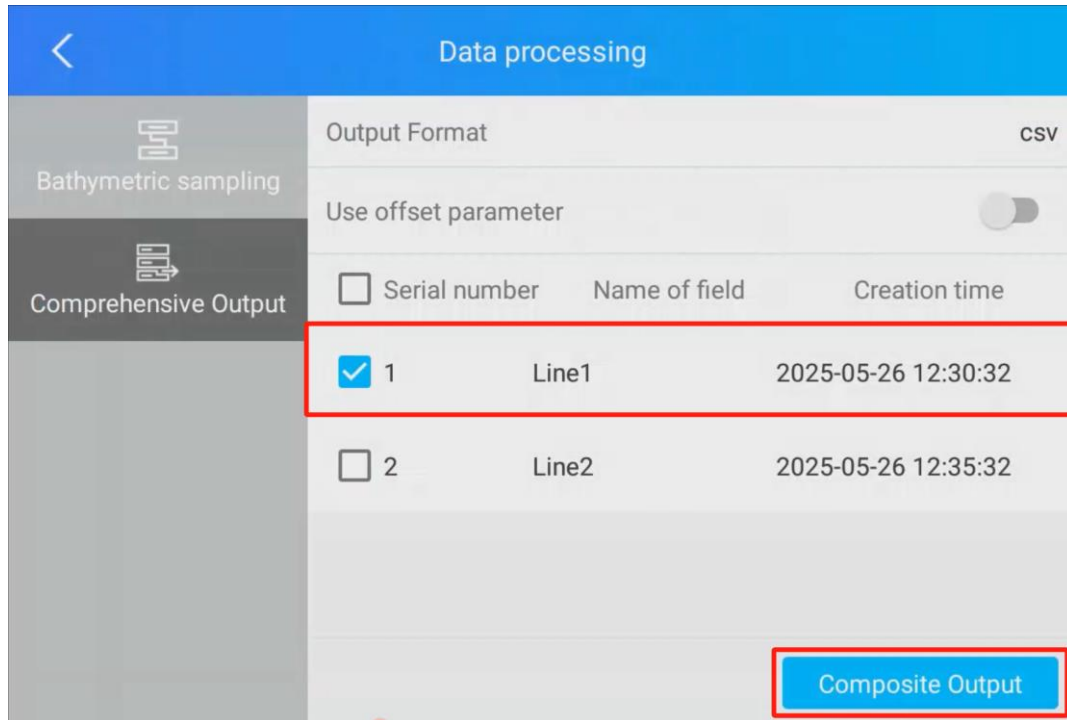 Data processing
Bathymetric sampling
Comprehensive Output
Output Format csv
Use offset parameter
Serial number Name of field Creation time
1 Line1 2025-05-26 12:30:32
2 Line2 2025-05-26 12:35:32
Composite Output